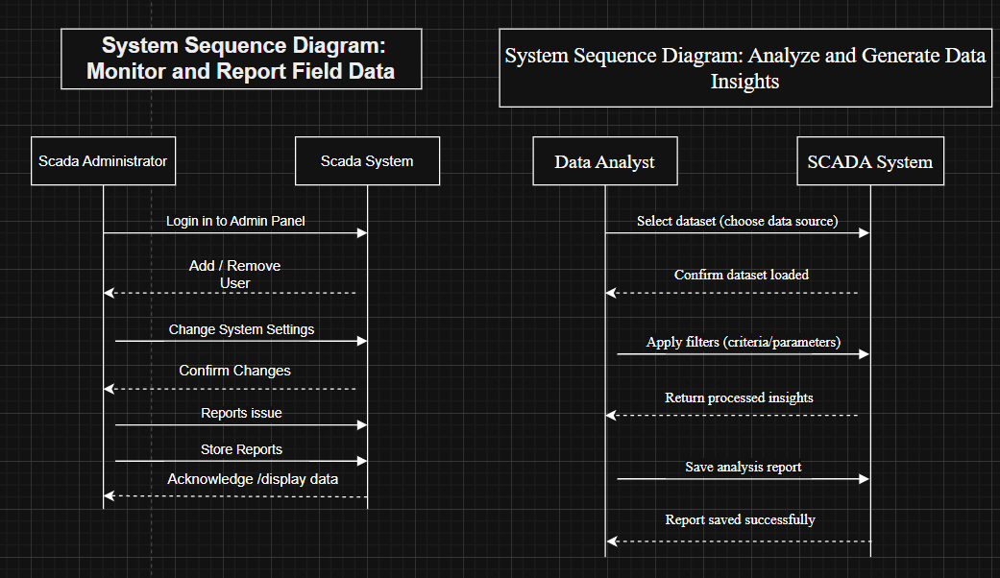 System Sequence Diagram:
Monitor and Report Field Data
Scada Administrator
Scada System
Login in to Admin Panel
Add / Remove
User
Change System Settings
Confirm Changes
Reports issue
Store Reports
Acknowledge /display data
System Sequence Diagram: Analyze and Generate Data
Insights
Data Analyst
SCADA System
Select dataset (choose data source)
Confirm dataset loaded
Apply filters (criteria/parameters)
Return processed insights
Save analysis report
Report saved successfully